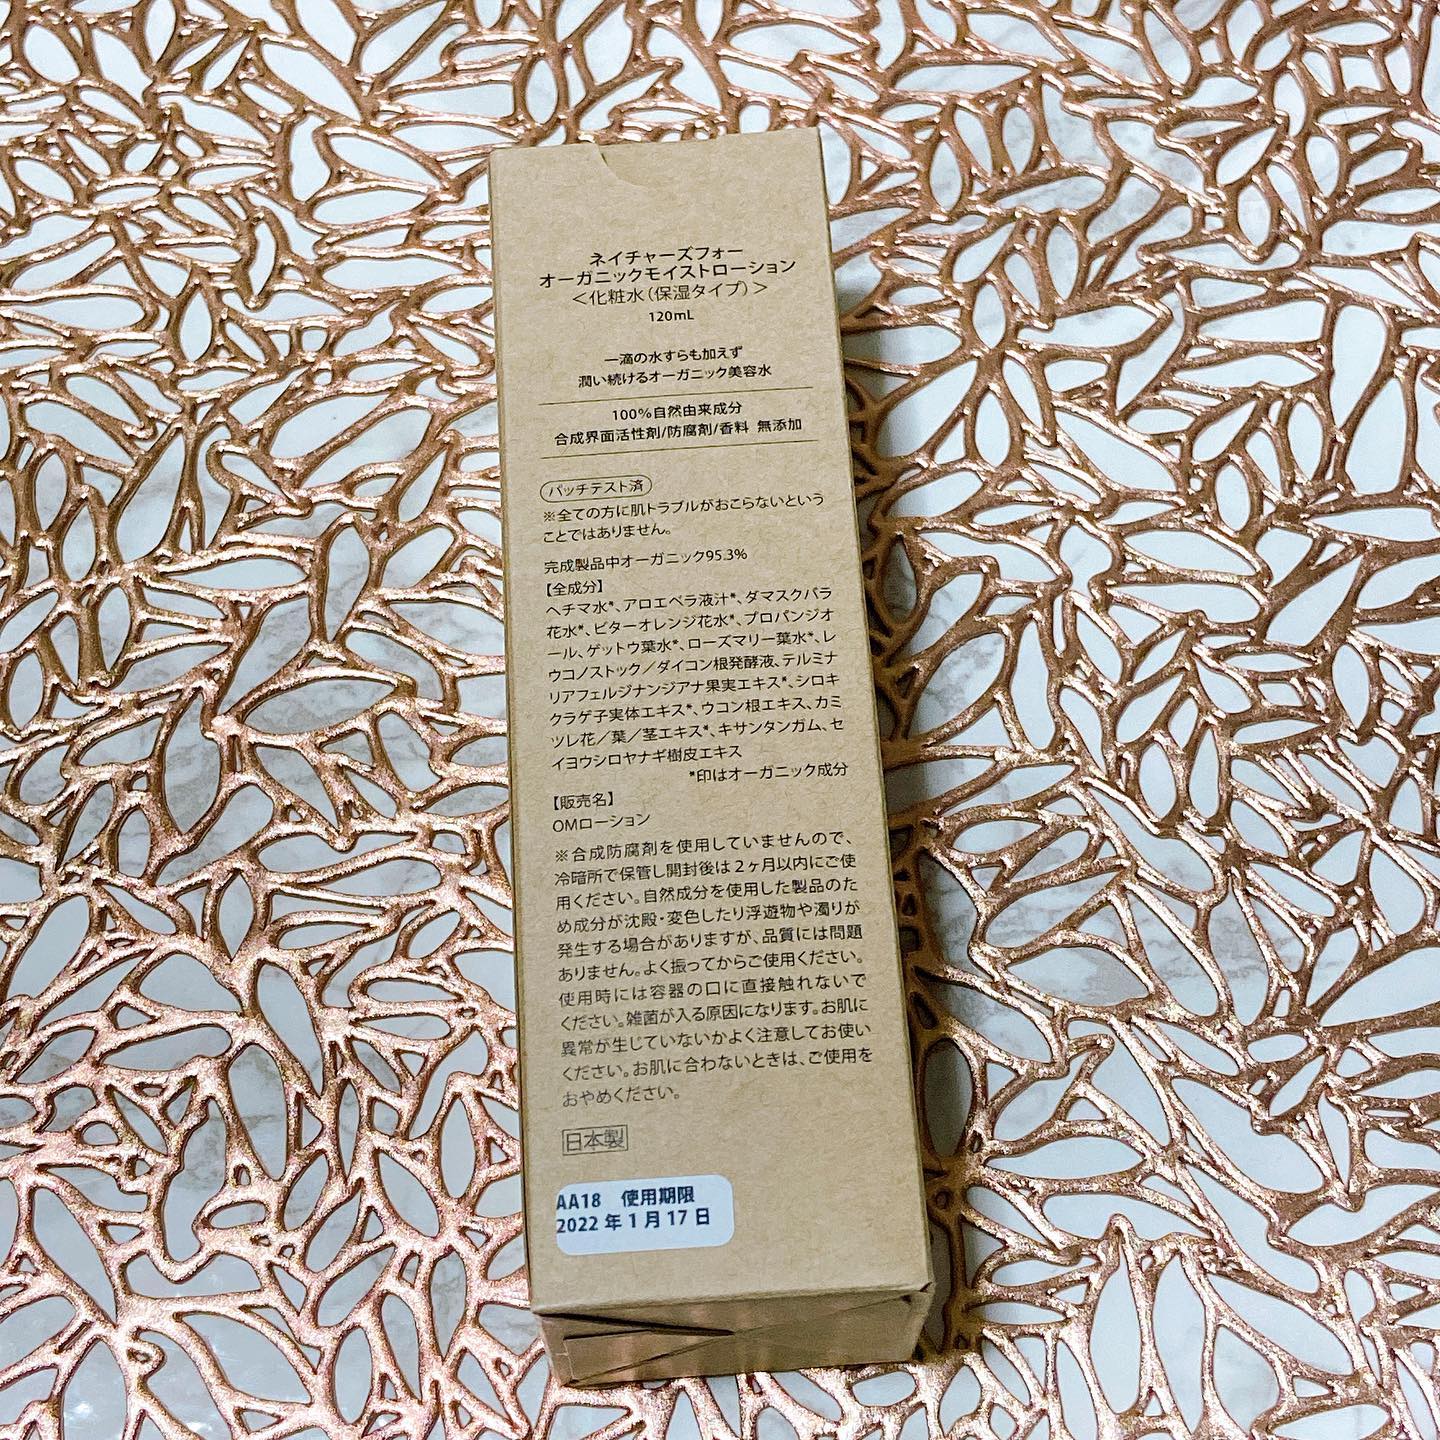 ネイチャーズフォー
オーガニックモイストローション
＜化粧水（保湿タイプ）＞
120mL
一滴の水すらも加えず
潤い続けるオーガニック美容水
100%自然由来成分
合成界面活性剤/防腐剤/香料 無添加
パッチテスト済
※全ての方に肌トラブルがおこらないという
ことではありません。
完成製品中オーガニック95.3%
【全成分】
ヘチマ水*、アロエベラ液汁*、ダマスクバラ
花水*、ビターオレンジ花水*、プロパンジオ
ール、ゲットウ葉水*、ローズマリー葉水*、レ
ウコノストック／ダイコン根発酵液、テルミナ
リアフェルジナンジアナ果実エキス*、シロキ
クラゲ子実体エキス*、ウコン根エキス、カミ
ツレ花／葉／茎エキス*、キサンタンガム、セ
イヨウシロヤナギ樹皮エキス
*印はオーガニック成分
【販売名】
OMローション
※合成防腐剤を使用していませんので、
冷暗所で保管し開封後は2ヶ月以内にご使
用ください。自然成分を使用した製品のた
め成分が沈殿・変色したり浮遊物や濁りが
発生する場合がありますが、品質には問題
ありません。よく振ってからご使用ください。
使用時には容器の口に直接触れないで
ください。雑菌が入る原因になります。お肌に
異常が生じていないかよく注意してお使い
ください。お肌に合わないときは、ご使用を
おやめください。
日本製
AA18 使用期限
2022年1月17日